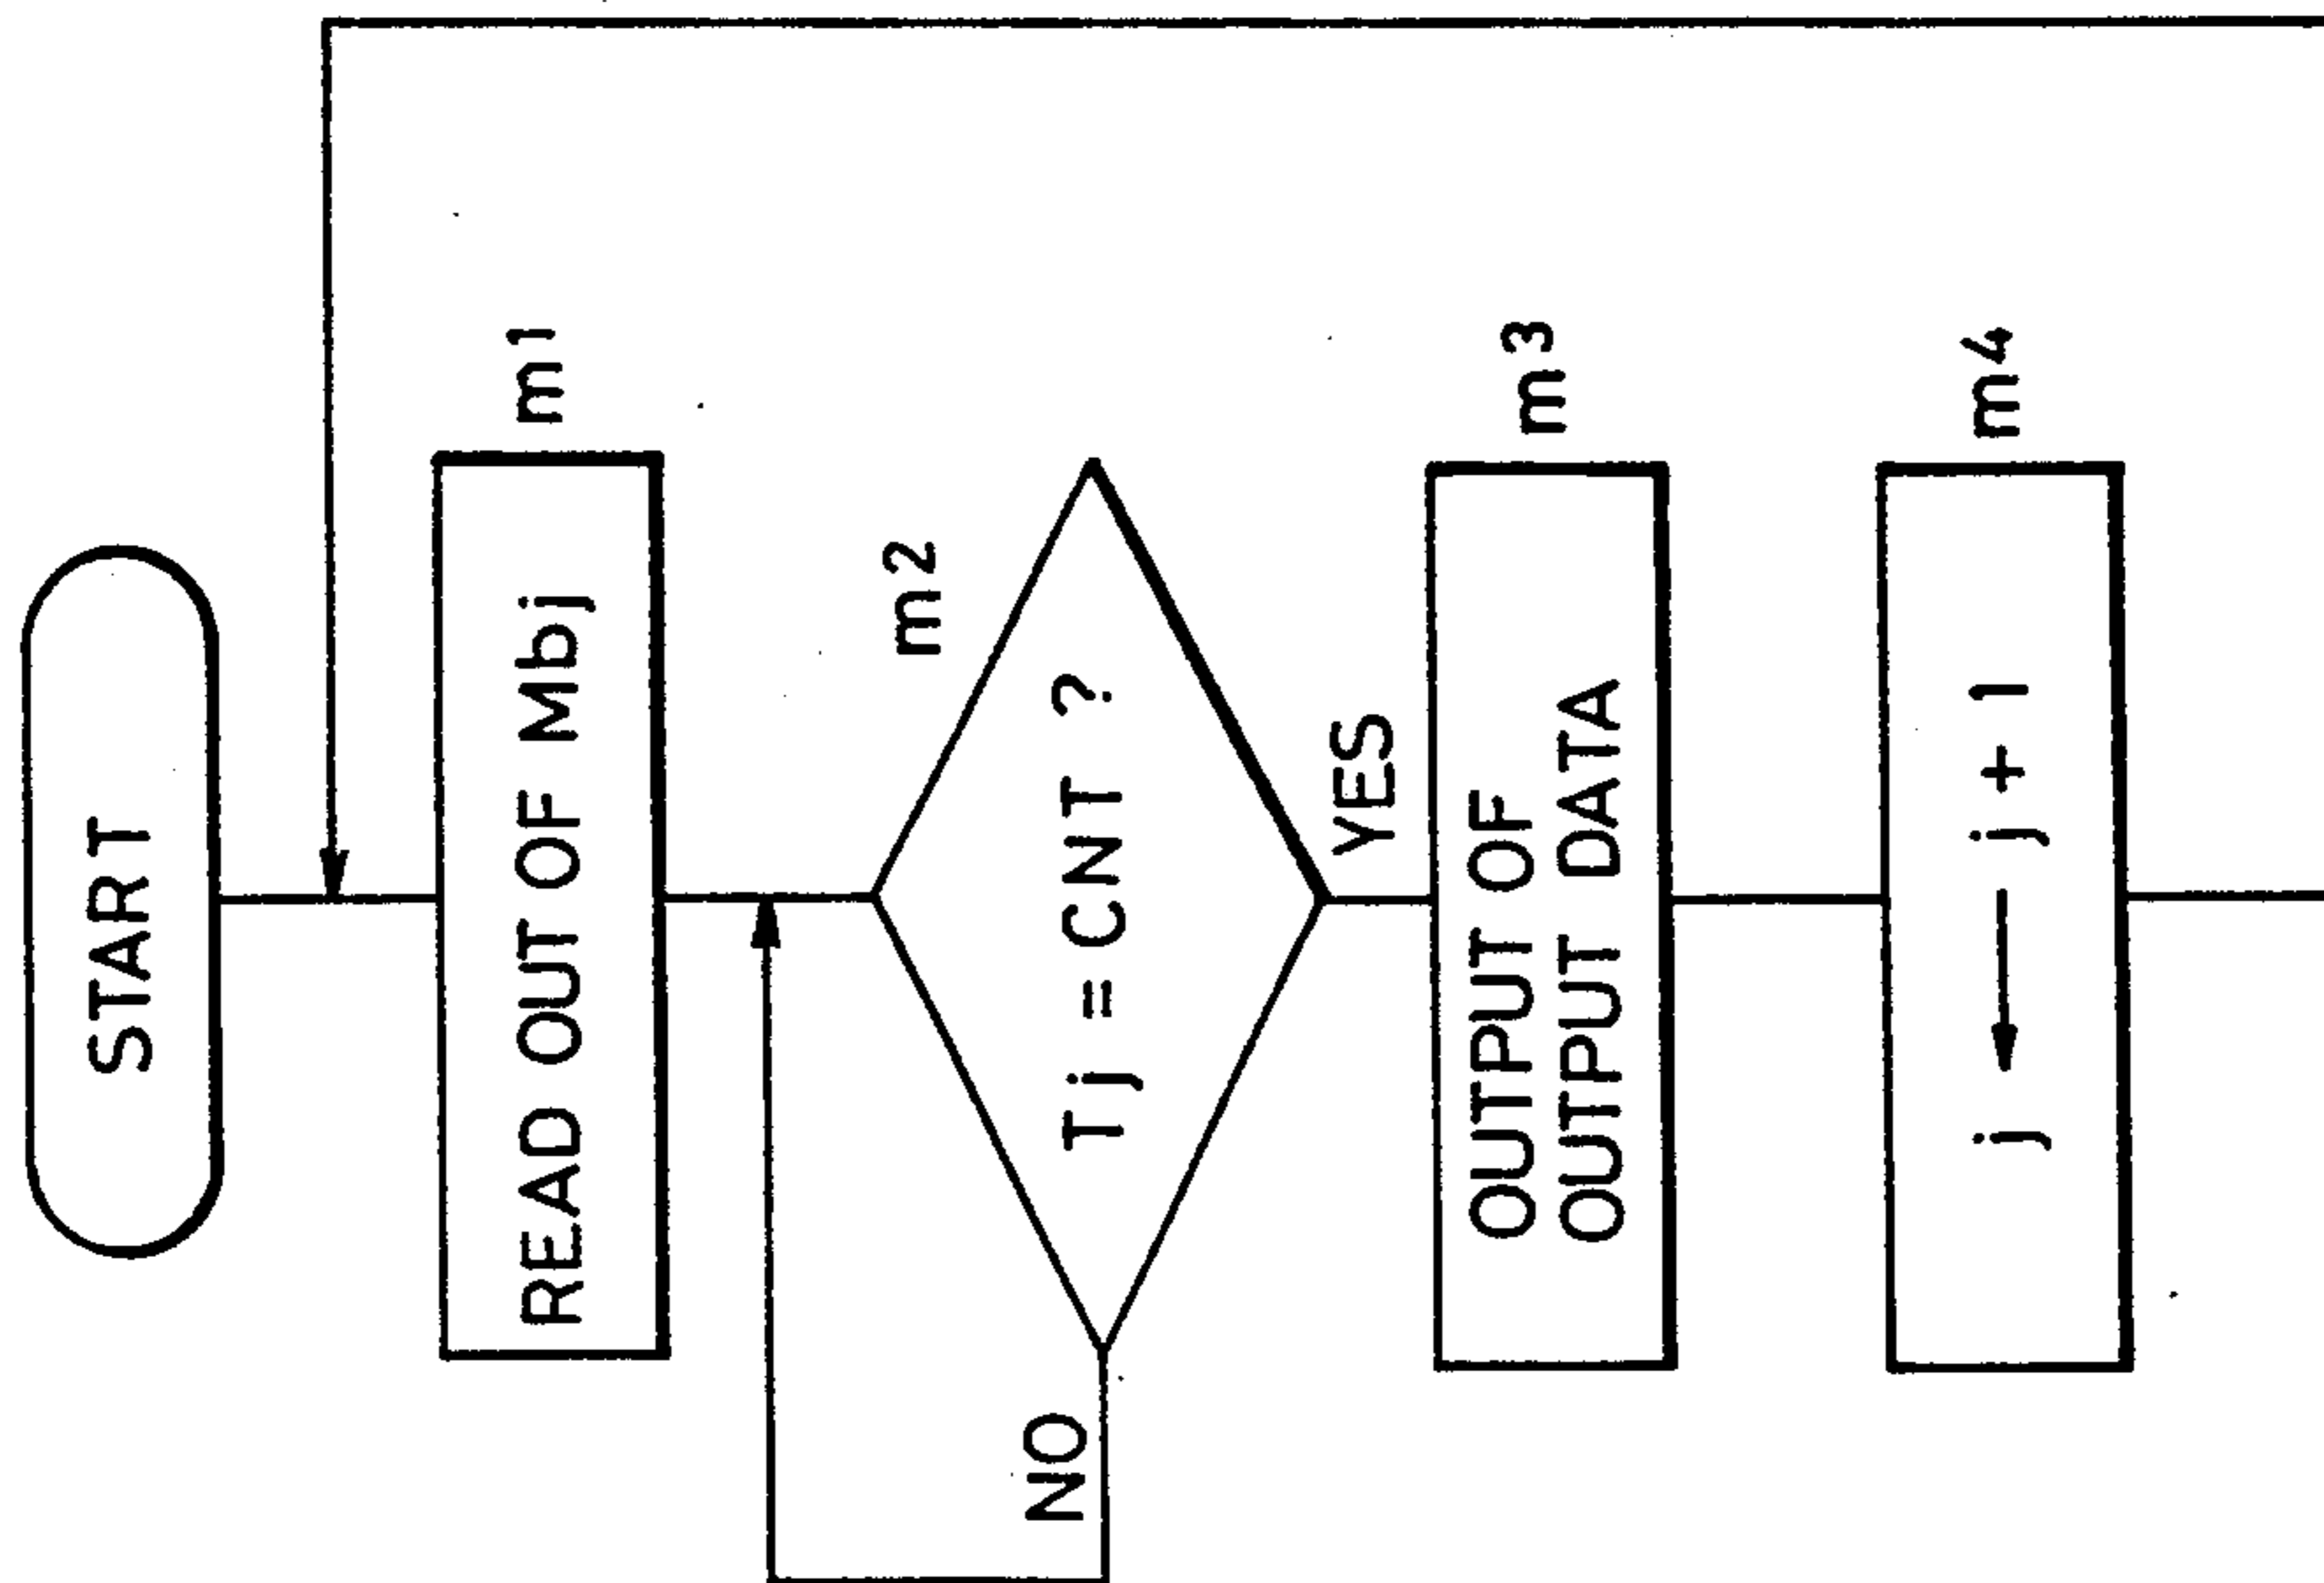 START
m1
READ OUT OF Mbj
m2
Tj = CNT ?
NO
YES
m3
OUTPUT OF
OUTPUT DATA
m4
j ← j + 1